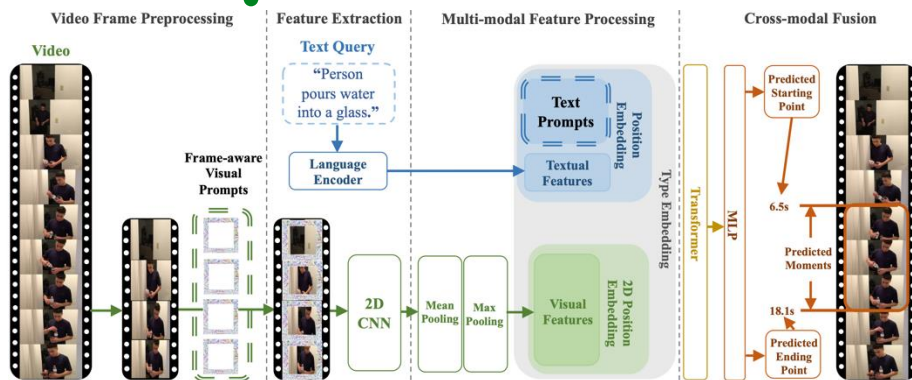 Video Frame Preprocessing
Feature Extraction
Multi-modal Feature Processing
Cross-modal Fusion
Video
Frame-aware
Visual
Prompts
Text Query
“Person
pours water
into a glass.”
Language
Encoder
2D
CNN
Mean
Pooling
Max
Pooling
Text
Prompts
Textual
Features
Position
Embedding
Visual
Features
2D Position
Embedding
Type Embedding
Transformer
MLP
Predicted
Starting
Point
6.5s
Predicted
Moments
18.1s
Predicted
Ending
Point